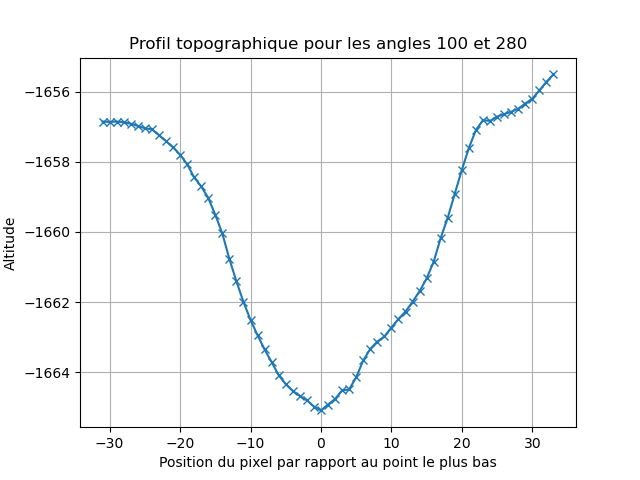 Profil topographique pour les angles 100 et 280
Altitude
−1656
−1658
−1660
−1662
−1664
−30 −20 −10 0 10 20 30
Position du pixel par rapport au point le plus bas